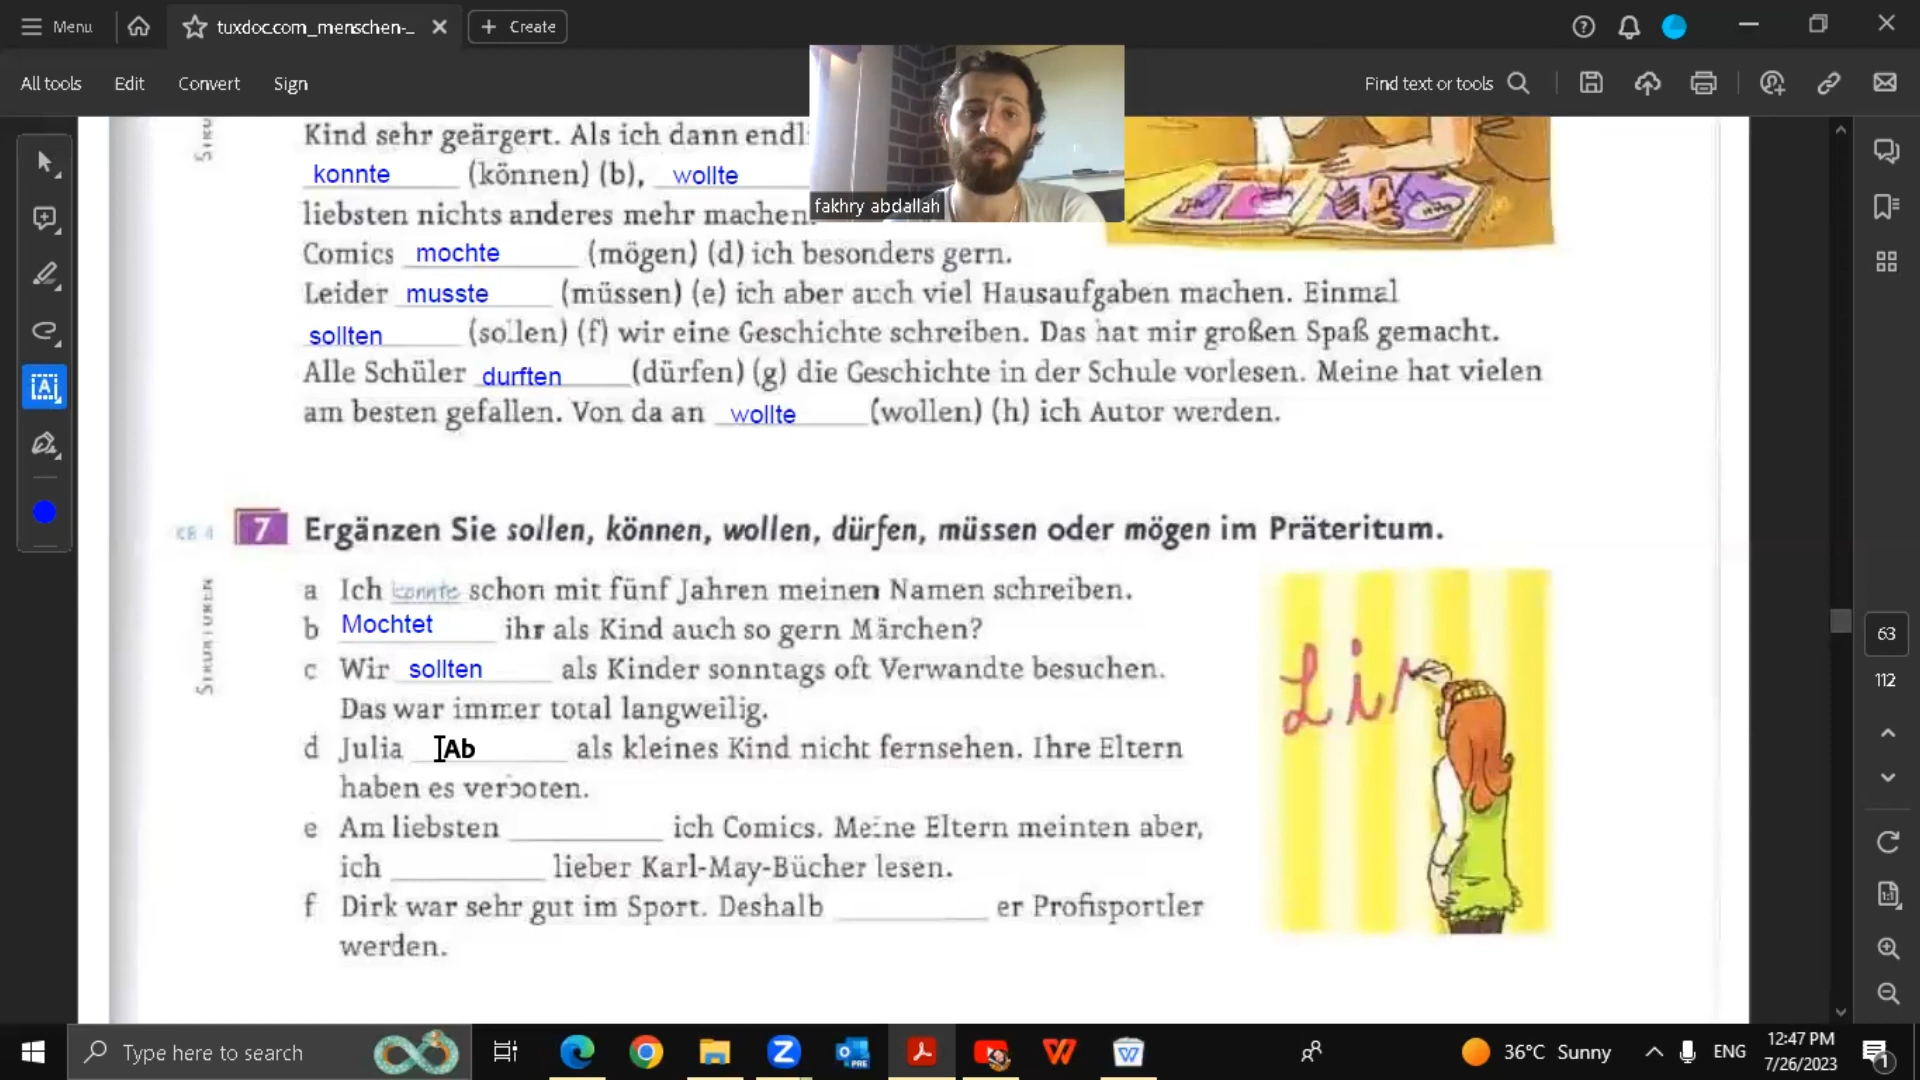 Menu
tuxdoc.com_menschen-_
Create
All tools
Edit
Convert
Sign
Find text or tools
fakhry abdallah
Kind sehr geärgert. Als ich dann endl
konnte (können) (b), wollte
liebsten nichts anderes mehr machen.
Comics mochte (mögen) (d) ich besonders gern.
Leider musste (müssen) (e) ich aber auch viel Hausaufgaben machen. Einmal
sollten (sollen) (f) wir eine Geschichte schreiben. Das hat mir großen Spaß gemacht.
Alle Schüler durften (dürfen) (g) die Geschichte in der Schule vorlesen. Meine hat vielen
am besten gefallen. Von da an wollte (wollen) (h) ich Autor werden.
KB 4
7 Ergänzen Sie sollen, können, wollen, dürfen, müssen oder mögen im Präteritum.
STRUKTUREN
a Ich konnte schon mit fünf Jahren meinen Namen schreiben.
b Mochtet ihr als Kind auch so gern Märchen?
c Wir sollten als Kinder sonntags oft Verwandte besuchen.
Das war immer total langweilig.
d Julia Ab als kleines Kind nicht fernsehen. Ihre Eltern
haben es verboten.
e Am liebsten ich Comics. Meine Eltern meinten aber,
ich lieber Karl-May-Bücher lesen.
f Dirk war sehr gut im Sport. Deshalb er Profisportler
werden.
63
112
Type here to search
36°C Sunny
ENG
12:47 PM
7/26/2023
1